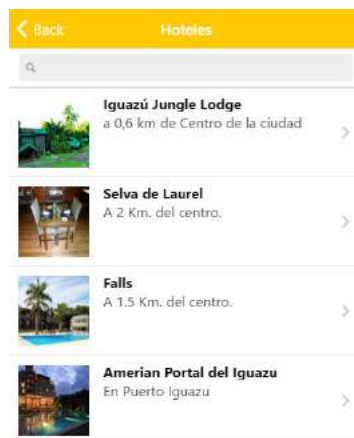 Back
Hoteles
Iguazú Jungle Lodge
a 0,6 km de Centro de la ciudad
Selva de Laurel
A 2 Km. del centro.
Falls
A 1.5 Km. del centro.
Amerian Portal del Iguazu
En Puerto Iguazu